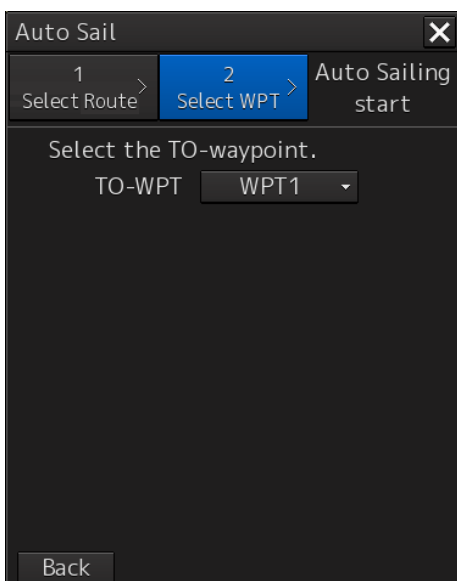 Auto Sail
1
Select Route
2
Select WPT
Auto Sailing
start
Select the TO-waypoint.
TO-WPT WPT1
Back